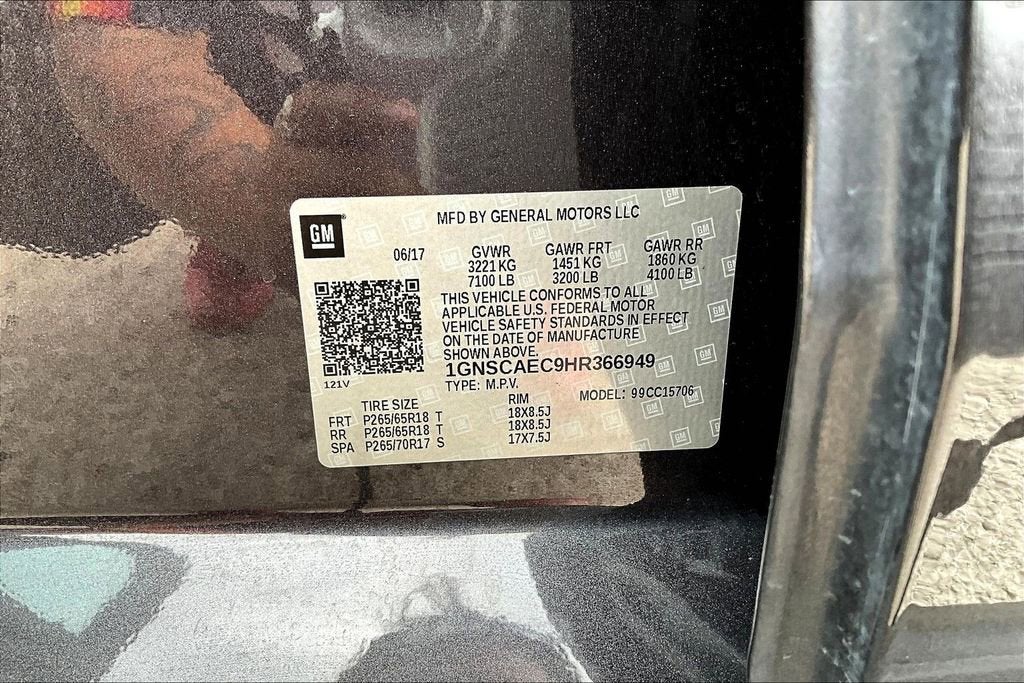 GM
MFD BY GENERAL MOTORS LLC
06/17 GVWR GAWR FRT GAWR RR
3221 KG 1451 KG 1860 KG
7100 LB 3200 LB 4100 LB
THIS VEHICLE CONFORMS TO ALL
APPLICABLE U.S. FEDERAL MOTOR
VEHICLE SAFETY STANDARDS IN EFFECT
ON THE DATE OF MANUFACTURE
SHOWN ABOVE.
121V
1GNSCAEC9HR366949
TYPE: M.P.V. MODEL: 99CC15706
TIRE SIZE RIM
FRT P265/65R18 T 18X8.5J
RR P265/65R18 T 18X8.5J
SPA P265/70R17 S 17X7.5J